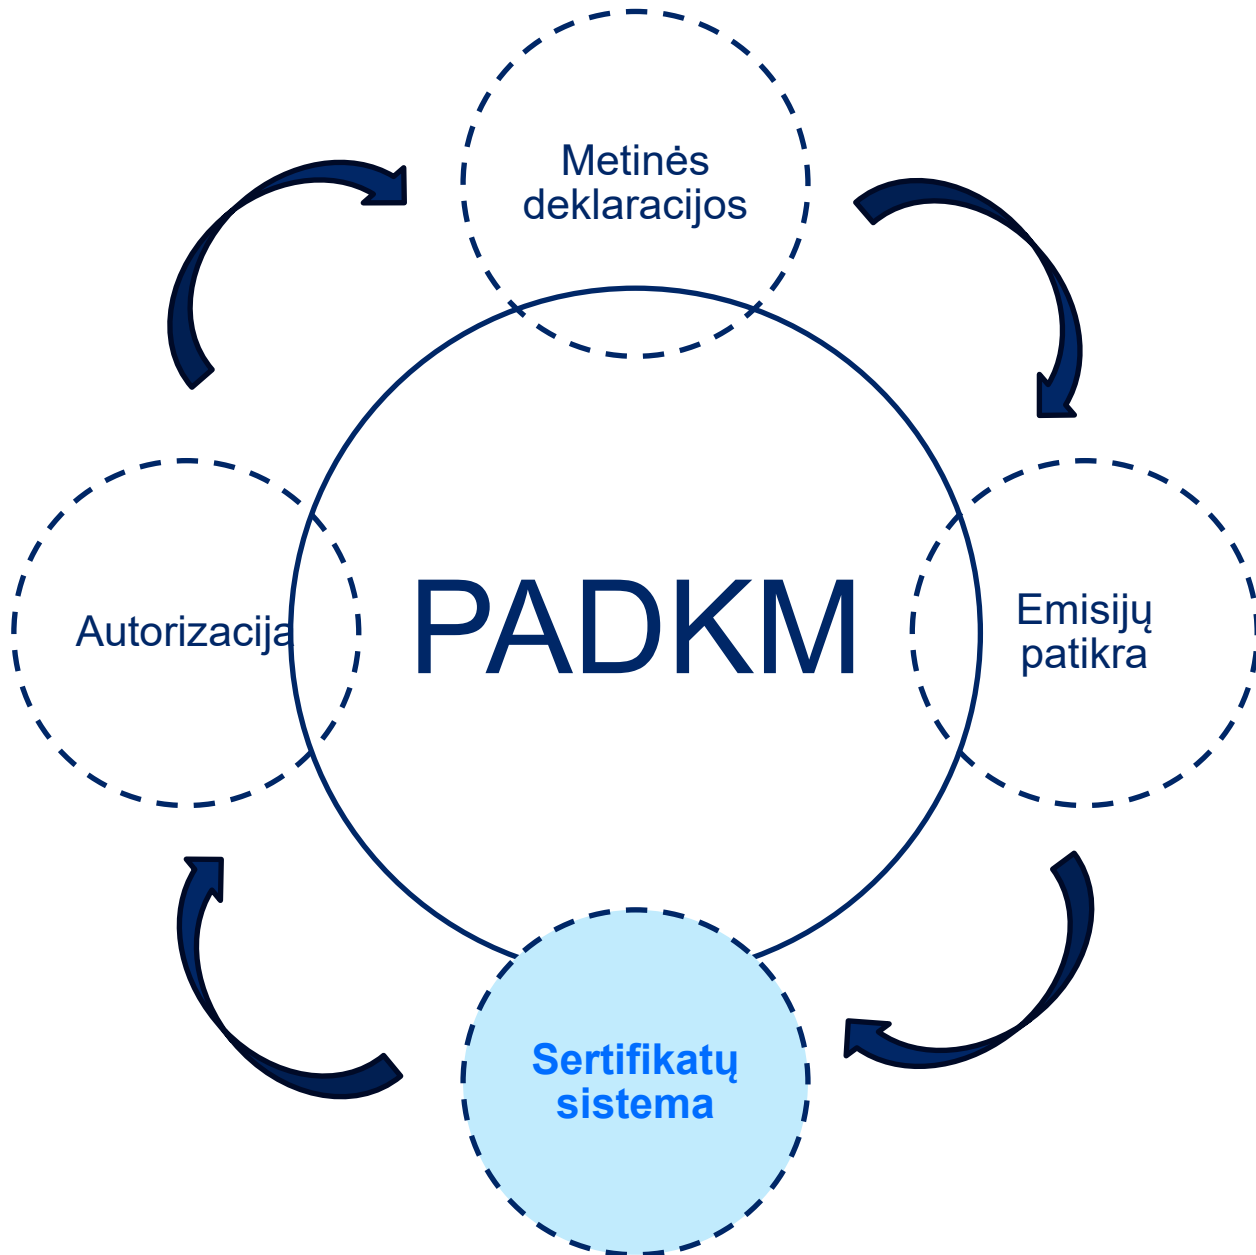 Metinės
deklaracijos
Autorizacija
PADKM
Emisijų
patikra
Sertifikatų
sistema